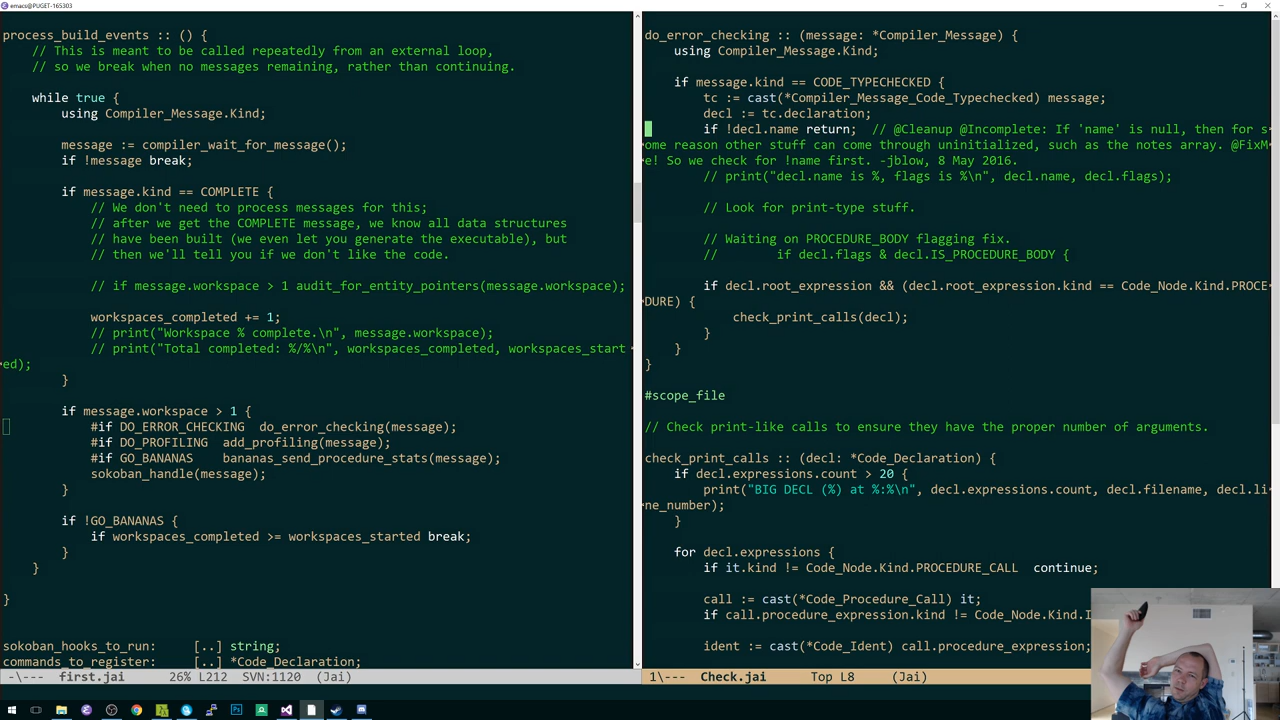 emacs@PUGET-165303
process_build_events :: () {
// This is meant to be called repeatedly from an external loop,
// so we break when no messages remaining, rather than continuing.
while true {
using Compiler_Message.Kind;
message := compiler_wait_for_message();
if !message break;
if message.kind == COMPLETE {
// We don't need to process messages for this;
// after we get the COMPLETE message, we know all data structures
// have been built (we even let you generate the executable), but
// then we'll tell you if we don't like the code.
// if message.workspace > 1 audit_for_entity_pointers(message.workspace);
workspaces_completed += 1;
// print("Workspace % complete.\n", message.workspace);
// print("Total completed: %/%\n", workspaces_completed, workspaces_start
ed);
}
if message.workspace > 1 {
#if DO_ERROR_CHECKING  do_error_checking(message);
#if DO_PROFILING  add_profiling(message);
#if GO_BANANAS    bananas_send_procedure_stats(message);
sokoban_handle(message);
}
if !GO_BANANAS {
if workspaces_completed >= workspaces_started break;
}
}
}
sokoban_hooks_to_run:     [..] string;
commands_to_register:     [..] *Code_Declaration;
-\---  first.jai      26% L212  SVN:1120  (Jai)
do_error_checking :: (message: *Compiler_Message) {
using Compiler_Message.Kind;
if message.kind == CODE_TYPECHECKED {
tc := cast(*Compiler_Message_Code_Typechecked) message;
decl := tc.declaration;
if !decl.name return;  // @Cleanup @Incomplete: If 'name' is null, then for s
ome reason other stuff can come through uninitialized, such as the notes array. @FixM
e! So we check for !name first. -jblow, 8 May 2016.
// print("decl.name is %, flags is %\n", decl.name, decl.flags);
// Look for print-type stuff.
// Waiting on PROCEDURE_BODY flagging fix.
//        if decl.flags & decl.IS_PROCEDURE_BODY {
if decl.root_expression && (decl.root_expression.kind == Code_Node.Kind.PROCE
DURE) {
check_print_calls(decl);
}
}
}
#scope_file
// Check print-like calls to ensure they have the proper number of arguments.
check_print_calls :: (decl: *Code_Declaration) {
if decl.expressions.count > 20 {
print("BIG DECL (%) at %:%\n", decl.expressions.count, decl.filename, decl.li
ne_number);
}
for decl.expressions {
if it.kind != Code_Node.Kind.PROCEDURE_CALL  continue;
call := cast(*Code_Procedure_Call) it;
if call.procedure_expression.kind != Code_Node.Kind.I
ident := cast(*Code_Ident) call.procedure_expression;
1\---  Check.jai      Top L8     (Jai)